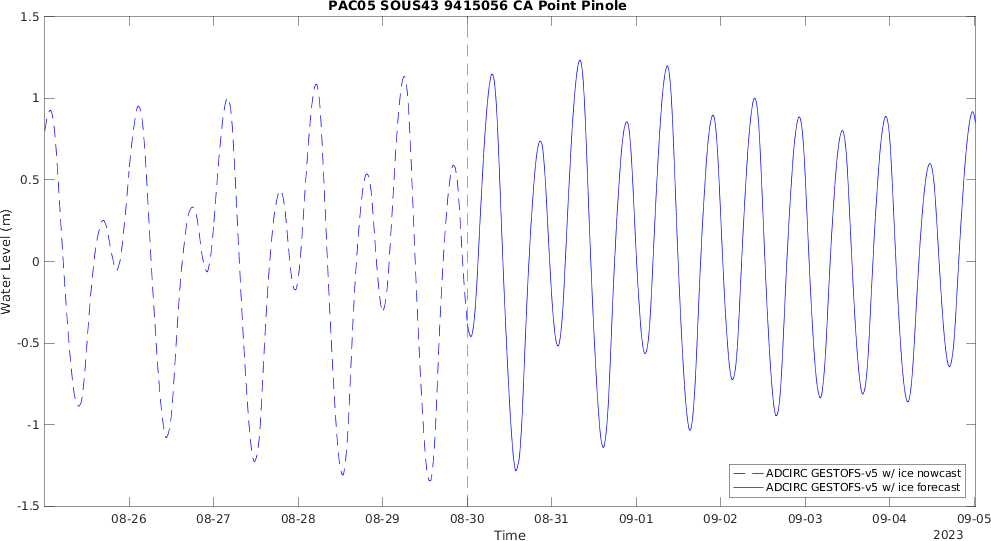 PAC05 SOUS43 9415056 CA Point Pinole
1.5
1
0.5
0
-0.5
-1
-1.5
Water Level (m)
08-26 08-27 08-28 08-29 08-30 08-31 09-01 09-02 09-03 09-04 09-05
Time
2023
ADCIRC GESTOFS-v5 w/ ice nowcast
ADCIRC GESTOFS-v5 w/ ice forecast